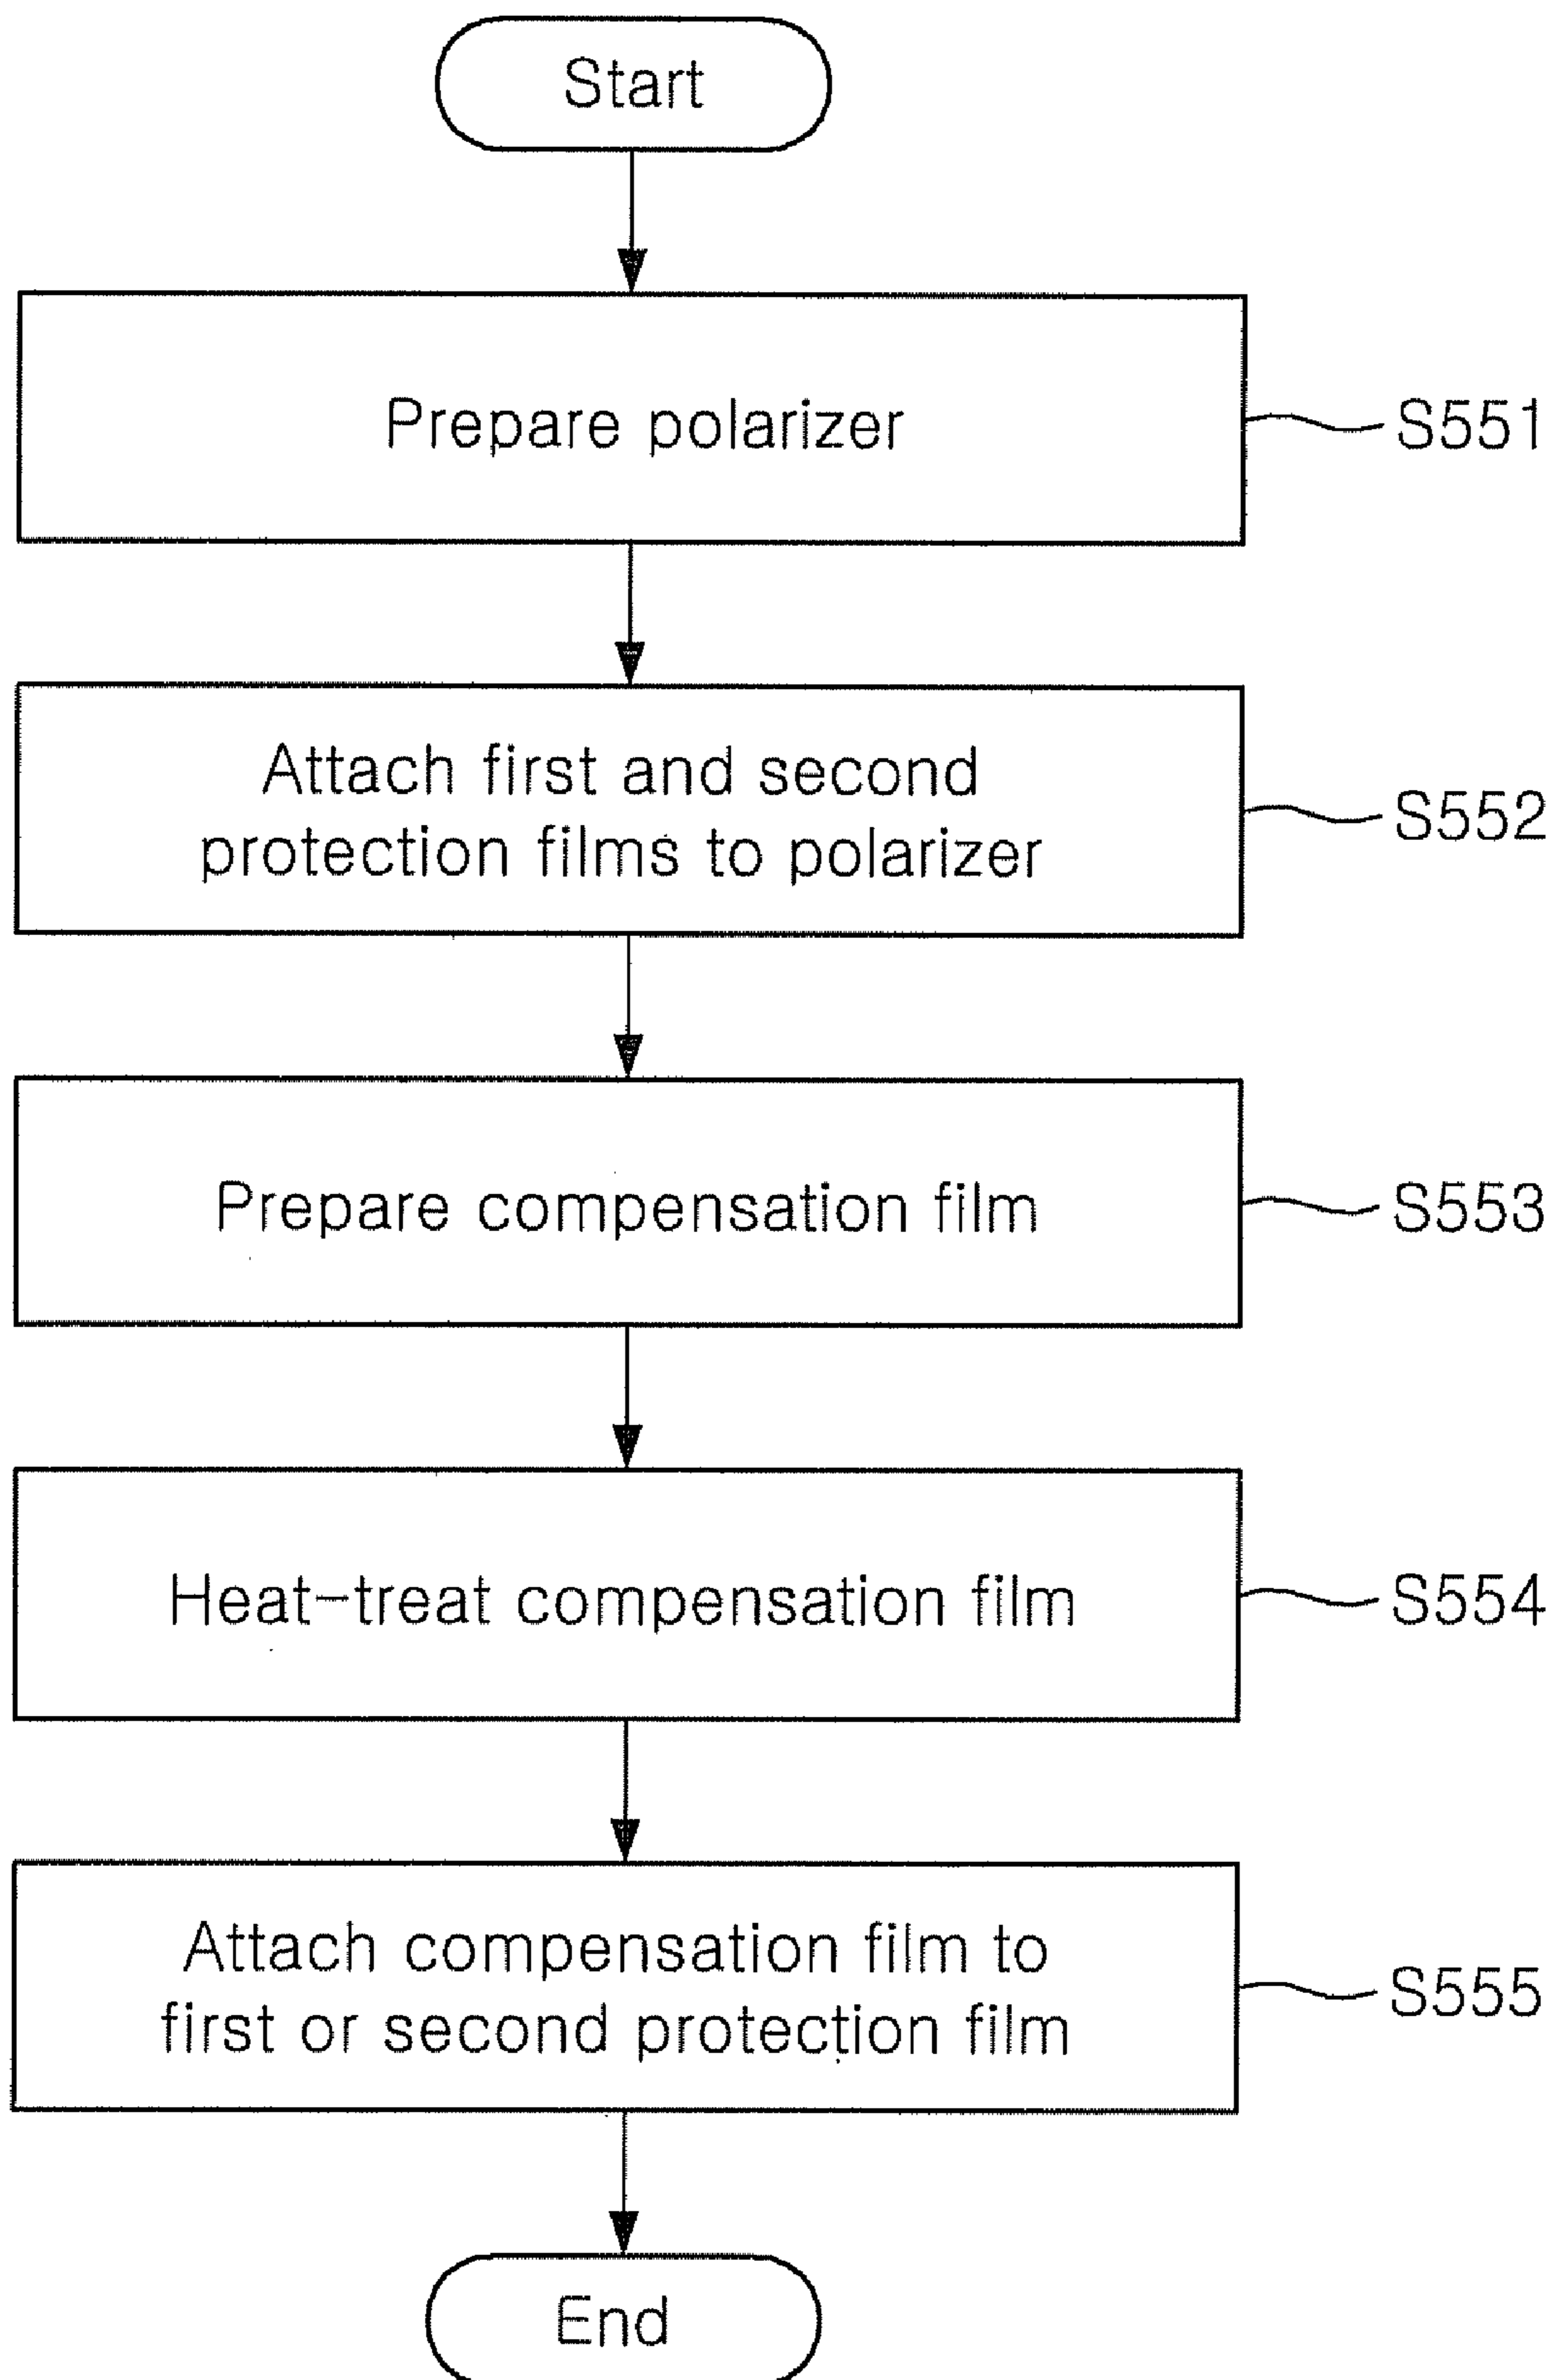 Start
Prepare polarizer
S551
Attach first and second
protection films to polarizer
S552
Prepare compensation film
S553
Heat-treat compensation film
S554
Attach compensation film to
first or second protection film
S555
End